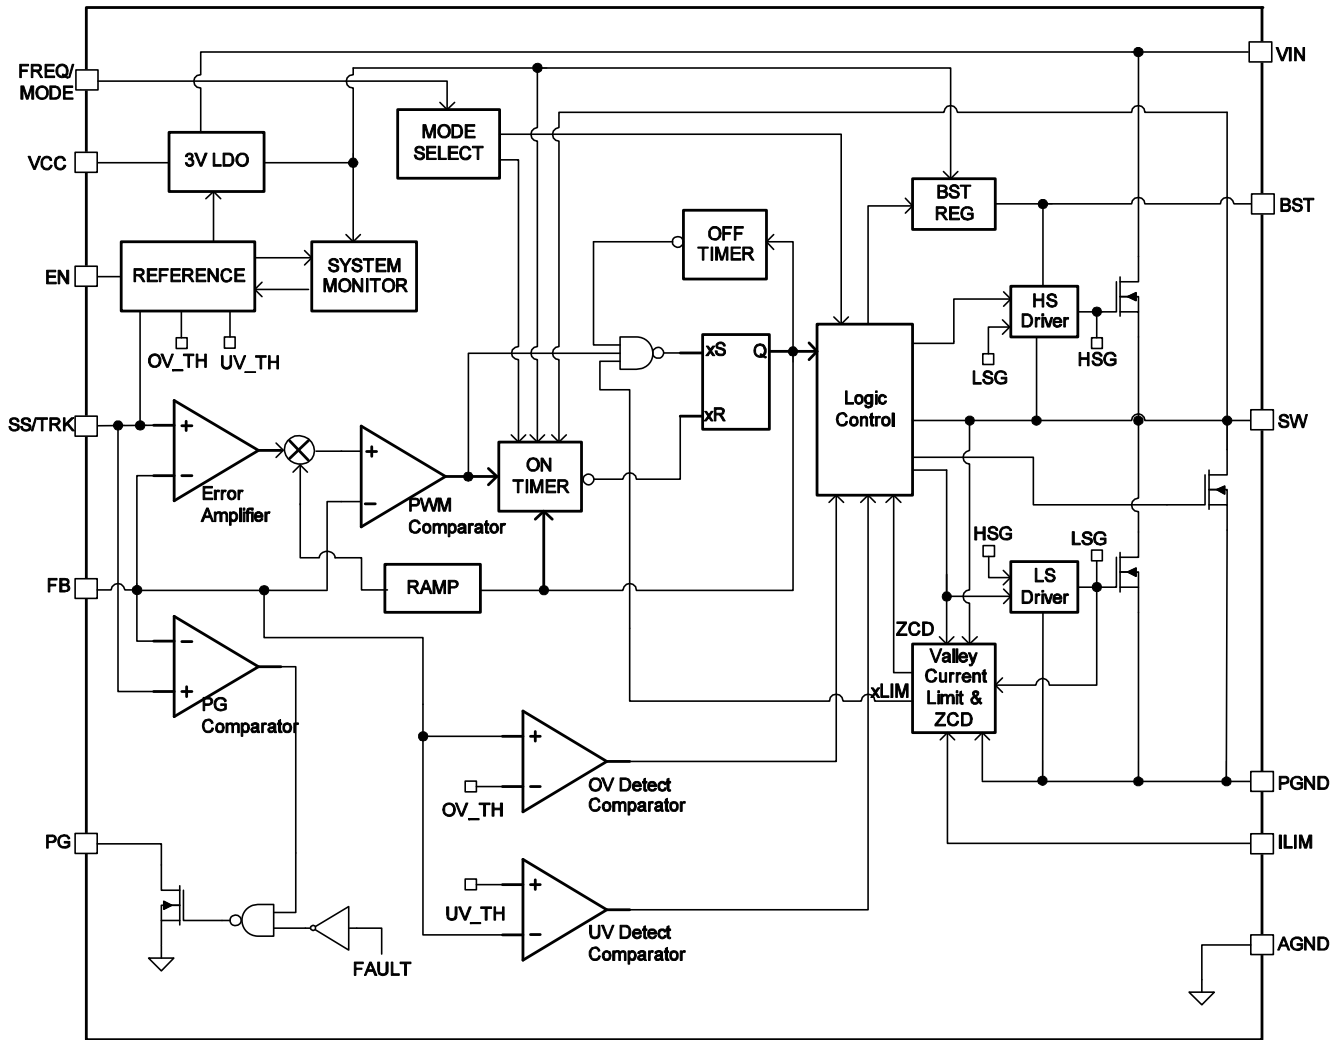 VIN
FREQ/
MODE
MODE
SELECT
VCC
3V LDO
BST
REG
BST
OFF
TIMER
EN
REFERENCE
SYSTEM
MONITOR
HS
Driver
OV_TH
UV_TH
xS
Q
HSG
LSG
Logic
Control
xR
SS/TRK
+
−
Error
Amplifier
+
−
PWM
Comparator
ON
TIMER
SW
HSG
LSG
FB
RAMP
LS
Driver
ZCD
−
+
PG
Comparator
Valley
Current
Limit &
ZCD
xLIM
+
−
OV_TH
OV Detect
Comparator
PGND
PG
ILIM
+
−
UV_TH
UV Detect
Comparator
FAULT
AGND